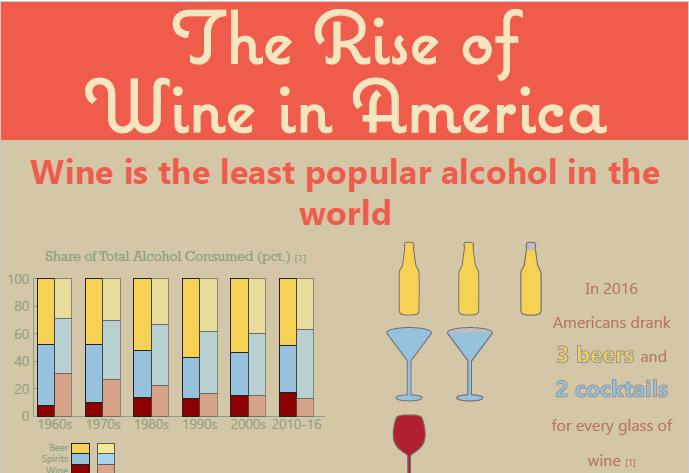 The Rise of
Wine in America
Wine is the least popular alcohol in the
world
Share of Total Alcohol Consumed (pct.) [1]
100
80
60
40
20
0
1960s 1970s 1980s 1990s 2000s 2010-16
Beer
Spirits
Wine
In 2016
Americans drank
3 beers and
2 cocktails
for every glass of
wine [1]